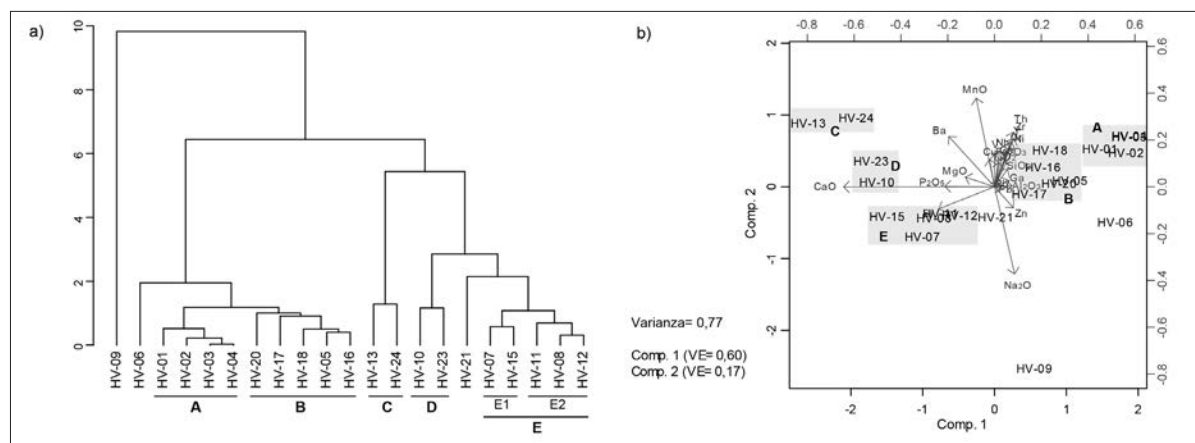 a)
10
8
6
4
2
0
HV-09
HV-06
HV-01
HV-02
HV-03
HV-04
HV-20
HV-17
HV-18
HV-05
HV-16
HV-13
HV-24
HV-10
HV-23
HV-21
HV-07
HV-15
HV-11
HV-08
HV-12
A
B
C
D
E1
E2
E
b)
Varianza= 0,77
Comp. 1 (VE= 0,60)
Comp. 2 (VE= 0,17)
-0.8 -0.6 -0.4 -0.2 0.0 0.2 0.4 0.6
2
1
0
-1
-2
Comp. 2
MnO
HV-13
HV-24
C
Ba
Th
Zr
A
HV-01
HV-02
HV-18
HV-23
D
HV-16
HV-10
MgO
P₂O₅
CaO
Ga
HV-05
HV-20
HV-17
B
HV-15
HV-12
HV-21
Zn
HV-06
E
HV-07
Na₂O
HV-09
0.6
0.4
0.2
0.0
-0.2
-0.4
-0.6
-0.8
-2 -1 0 1 2
Comp. 1